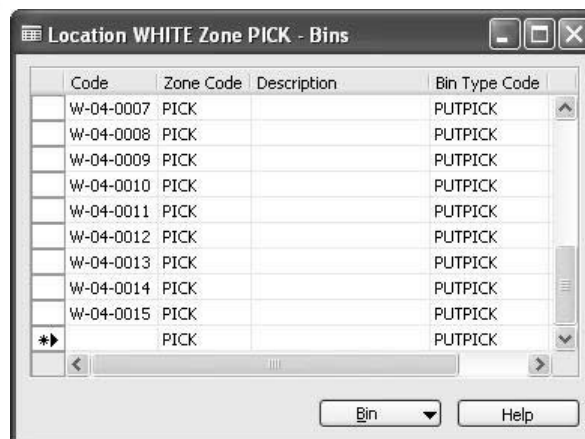 Location WHITE Zone PICK - Bins
Code Zone Code Description Bin Type Code
W-04-0007 PICK PUTPICK
W-04-0008 PICK PUTPICK
W-04-0009 PICK PUTPICK
W-04-0010 PICK PUTPICK
W-04-0011 PICK PUTPICK
W-04-0012 PICK PUTPICK
W-04-0013 PICK PUTPICK
W-04-0014 PICK PUTPICK
W-04-0015 PICK PUTPICK
PICK PUTPICK
Bin Help